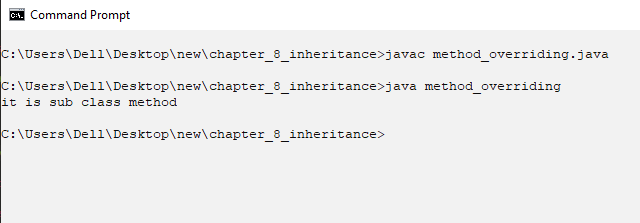 Command Prompt
C:\Users\Dell\Desktop\new\chapter_8_inheritance>javac method_overriding.java
C:\Users\Dell\Desktop\new\chapter_8_inheritance>java method_overriding
it is sub class method
C:\Users\Dell\Desktop\new\chapter_8_inheritance>